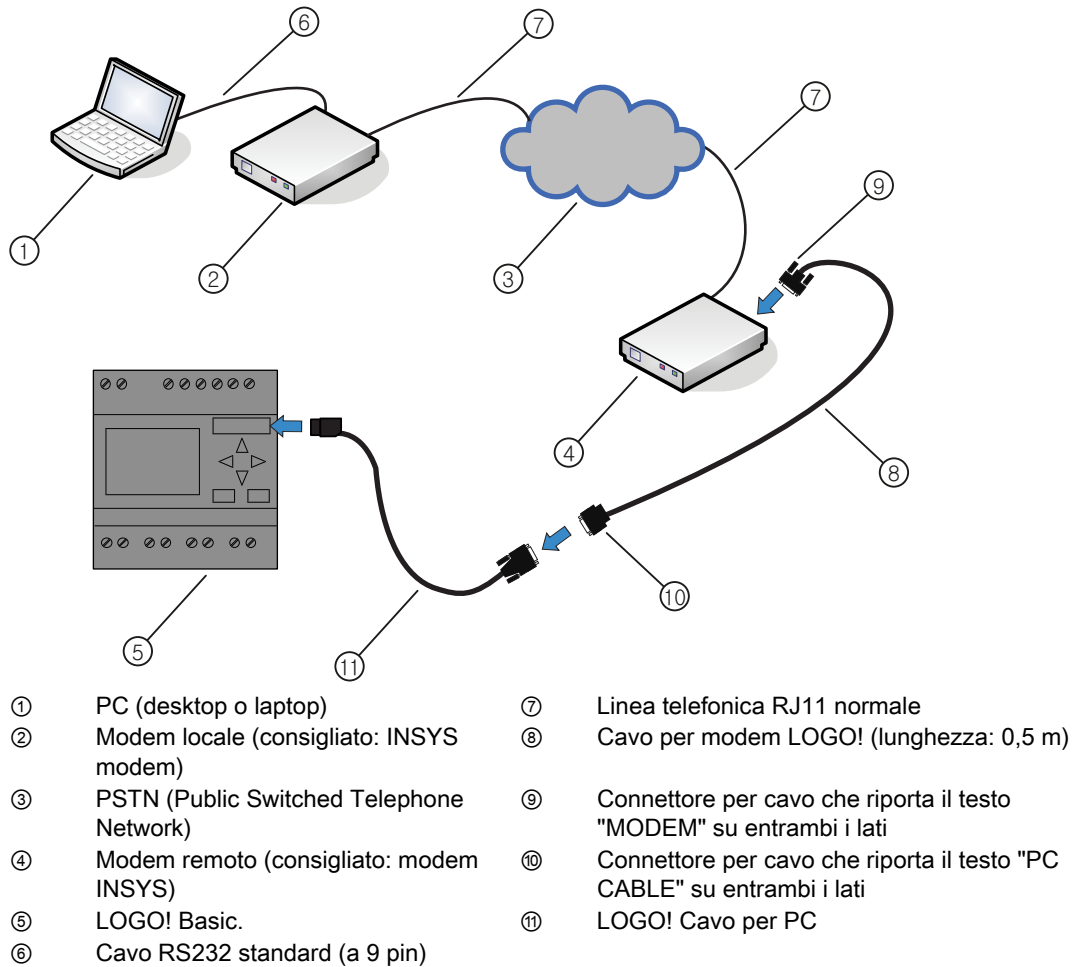 ⑥
⑦
⑦
⑨
①
②
③
④
⑧
⑩
⑤
⑪
① PC (desktop o laptop)
② Modem locale (consigliato: INSYS
modem)
③ PSTN (Public Switched Telephone
Network)
④ Modem remoto (consigliato: modem
INSYS)
⑤ LOGO! Basic.
⑥ Cavo RS232 standard (a 9 pin)
⑦ Linea telefonica RJ11 normale
⑧ Cavo per modem LOGO! (lunghezza: 0,5 m)
⑨ Connettore per cavo che riporta il testo
"MODEM" su entrambi i lati
⑩ Connettore per cavo che riporta il testo "PC
CABLE" su entrambi i lati
⑪ LOGO! Cavo per PC